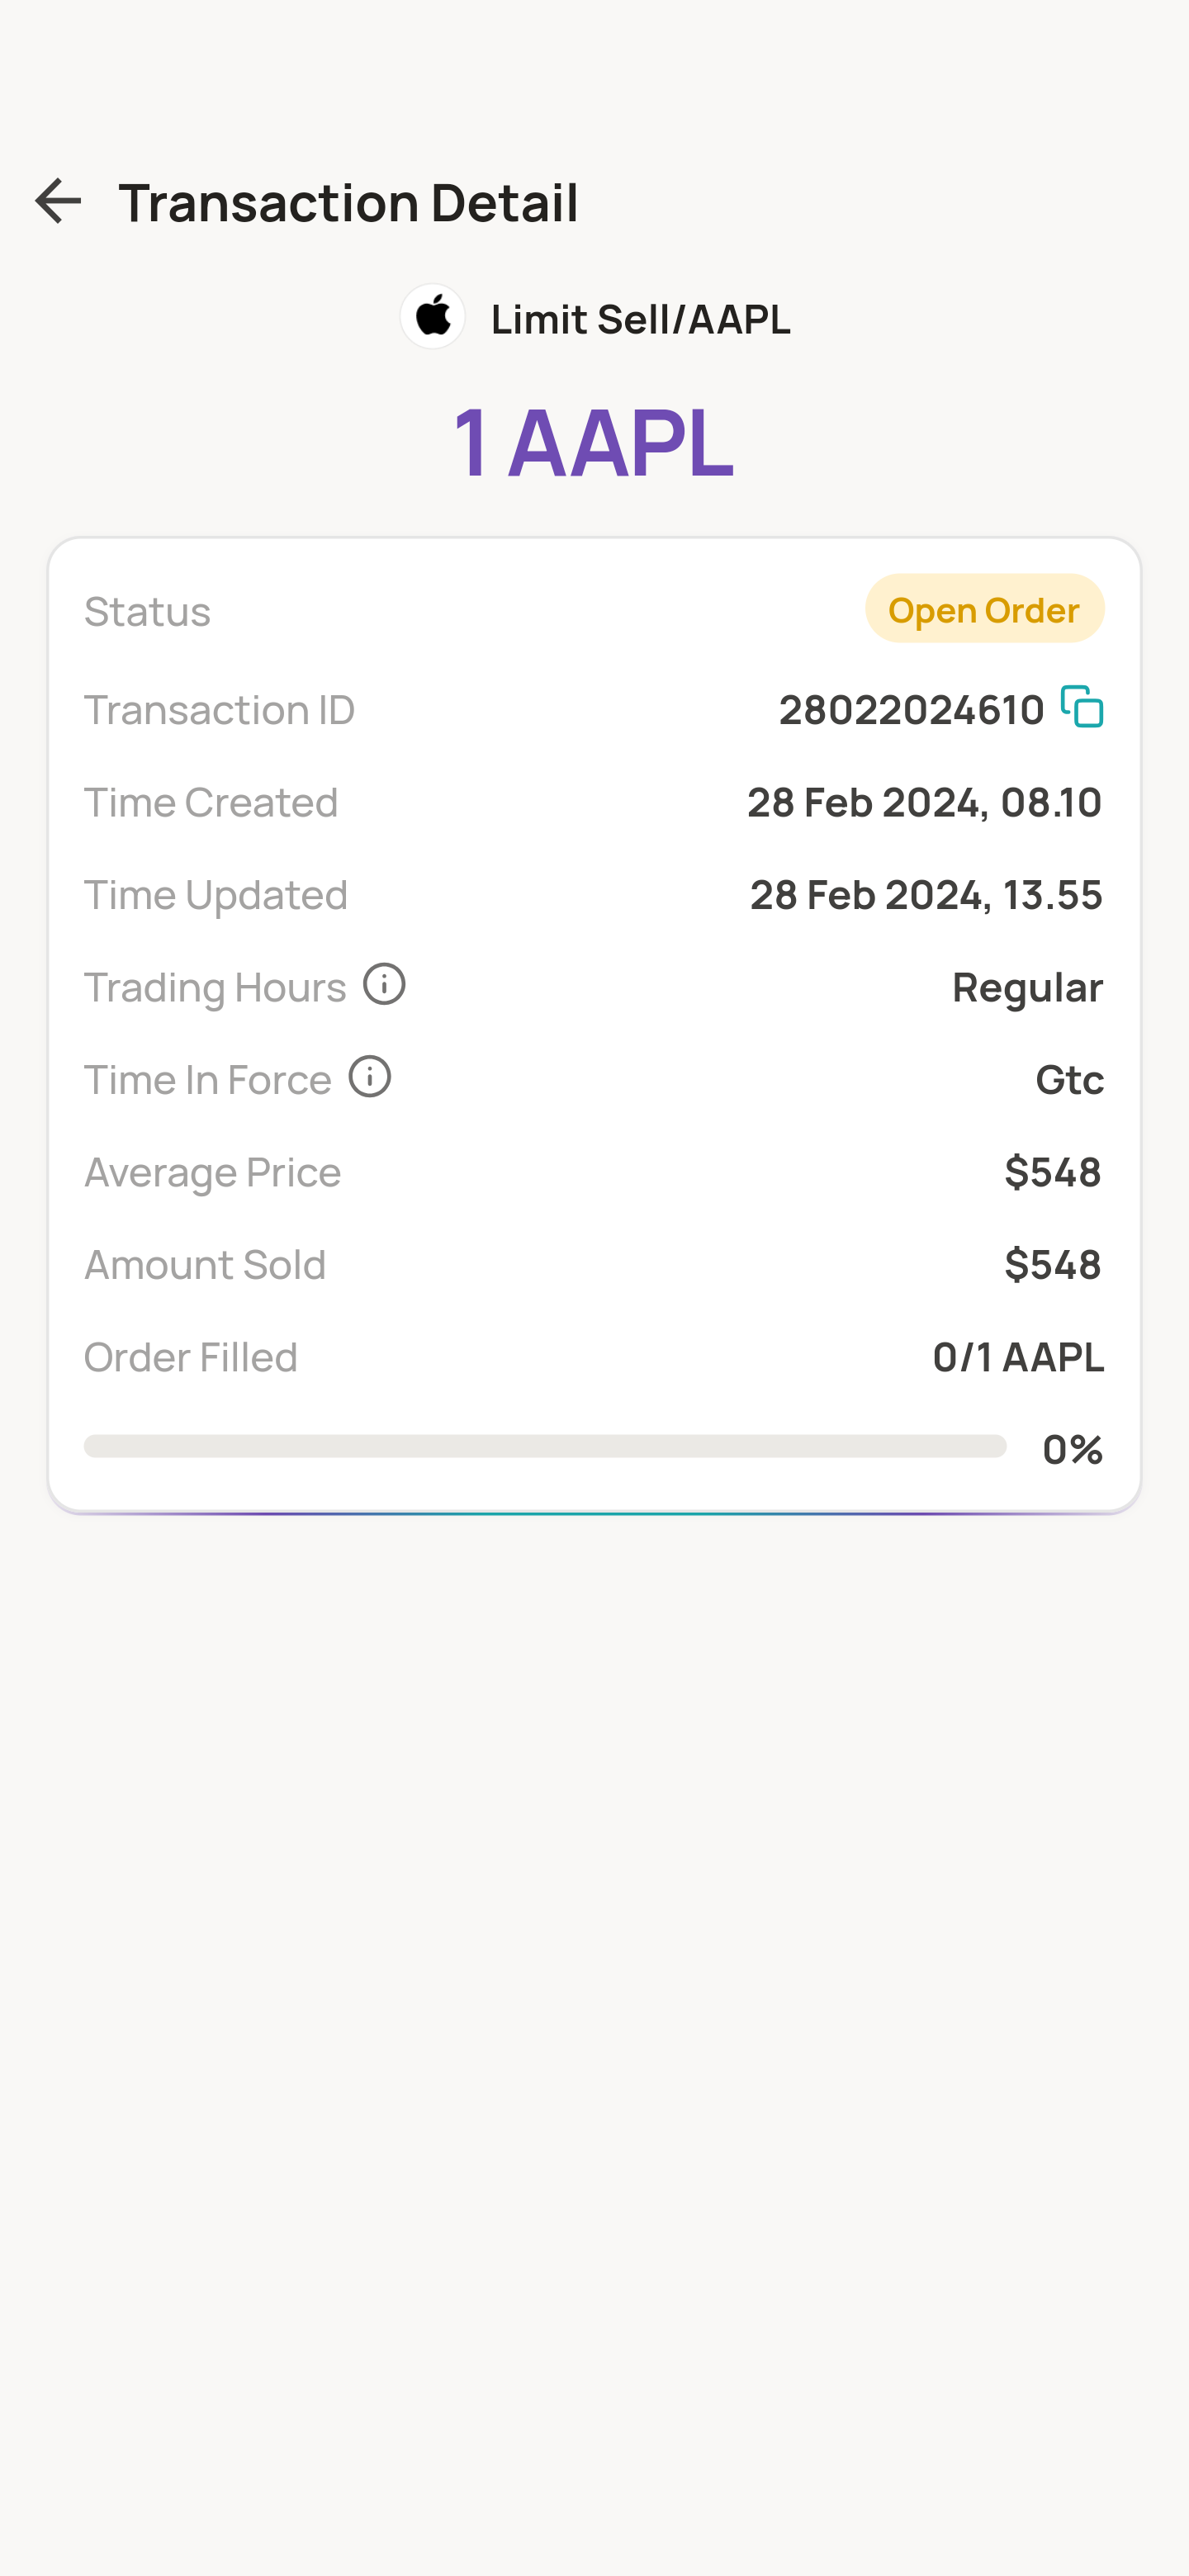 Transaction Detail
Limit Sell/AAPL
1 AAPL
Status Open Order
Transaction ID 28022024610
Time Created 28 Feb 2024, 08.10
Time Updated 28 Feb 2024, 13.55
Trading Hours Regular
Time In Force Gtc
Average Price $548
Amount Sold $548
Order Filled 0/1 AAPL
0%